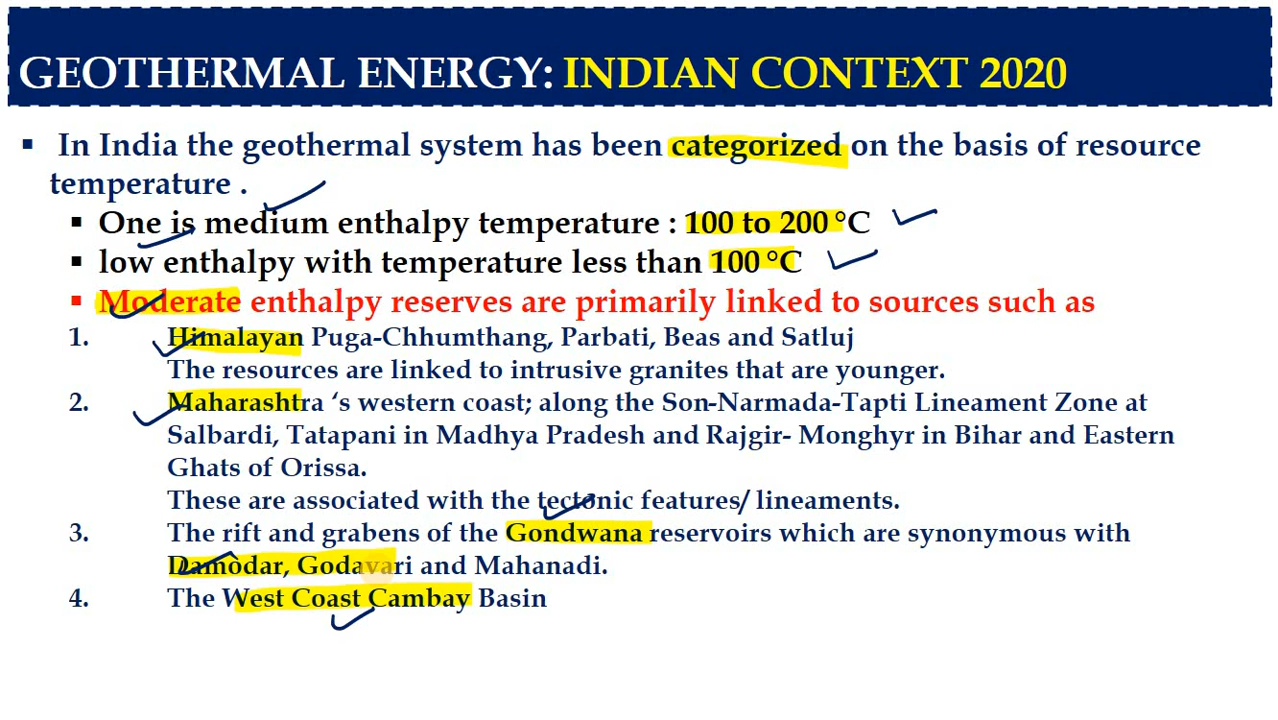 GEOTHERMAL ENERGY: INDIAN CONTEXT 2020
▪ In India the geothermal system has been categorized on the basis of resource
temperature .
▪ One is medium enthalpy temperature : 100 to 200 °C
▪ low enthalpy with temperature less than 100 °C
▪ Moderate enthalpy reserves are primarily linked to sources such as
1. Himalayan Puga-Chhumthang, Parbati, Beas and Satluj
The resources are linked to intrusive granites that are younger.
2. Maharashtra ‘s western coast; along the Son-Narmada-Tapti Lineament Zone at
Salbardi, Tatapani in Madhya Pradesh and Rajgir- Monghyr in Bihar and Eastern
Ghats of Orissa.
These are associated with the tectonic features/ lineaments.
3. The rift and grabens of the Gondwana reservoirs which are synonymous with
Damodar, Godavari and Mahanadi.
4. The West Coast Cambay Basin